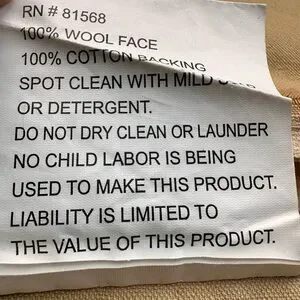 RN # 81568
100% WOOL FACE
100% COTTON BACKING
SPOT CLEAN WITH MILD
OR DETERGENT.
DO NOT DRY CLEAN OR LAUNDER
NO CHILD LABOR IS BEING
USED TO MAKE THIS PRODUCT.
LIABILITY IS LIMITED TO
THE VALUE OF THIS PRODUCT.